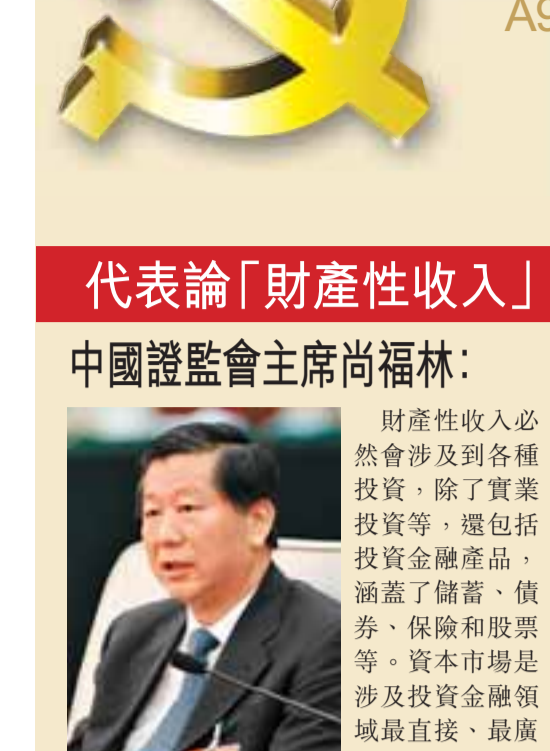 A9
代表論「財產性收入」
中國證監會主席尚福林：
財產性收入必
然會涉及到各種
投資，除了實業
投資等，還包括
投資金融產品，
涵蓋了儲蓄、債
券、保險和股票
等。資本市場是
涉及投資金融領
域最直接、最廣